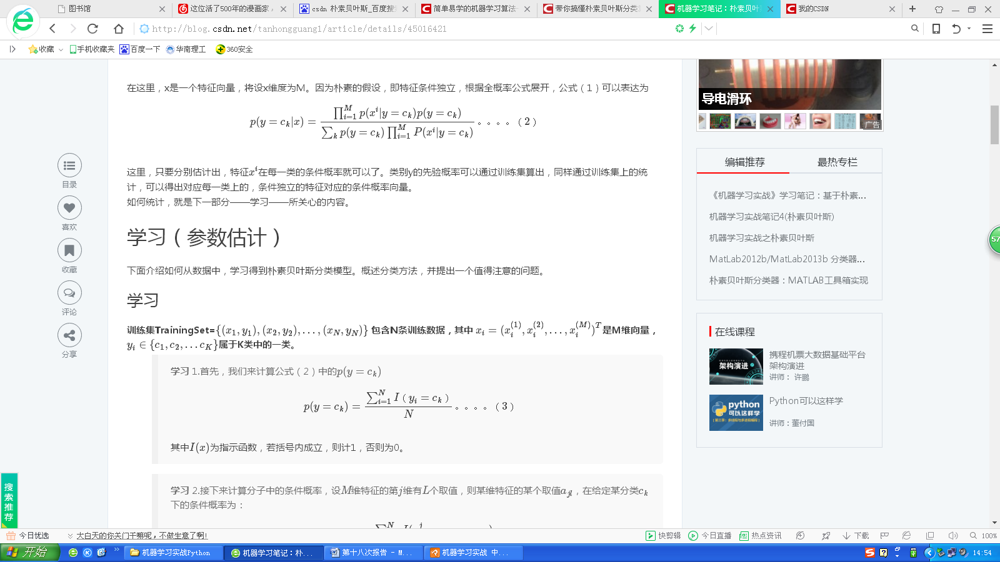 图书馆
这位活了500年的漫画家，
csdn 朴素贝叶斯_百度搜
简单易学的机器学习算法
带你搞懂朴素贝叶斯分类
机器学习笔记：朴素贝叶
我的CSDN
http://blog.csdn.net/tanhongguang1/article/details/45016421
收藏
手机收藏夹
百度一下
华南理工
360安全
在这里，x是一个特征向量，将设x维度为M。因为朴素的假设，即特征条件独立，根据全概率公式展开，公式（1）可以表达为
p(y = c_k|x) = \frac{\prod_{i=1}^{M} p(x^i|y = c_k)p(y = c_k)}{\sum_k p(y = c_k) \prod_{i=1}^{M} P(x^i|y = c_k)}。。。。（2）
这里，只要分别估计出，特征x^i在每一类的条件概率就可以了。类别y的先验概率可以通过训练集算出，同样通过训练集上的统
计，可以得出对应每一类上的，条件独立的特征对应的条件概率向量。
如何统计，就是下一部分——学习——所关心的内容。
学习（参数估计）
下面介绍如何从数据中，学习得到朴素贝叶斯分类模型。概述分类方法，并提出一个值得注意的问题。
学习
训练集TrainingSet={(x_1, y_1), (x_2, y_2), ..., (x_N, y_N)} 包含N条训练数据，其中 x_i = (x_i^{(1)}, x_i^{(2)}, ..., x_i^{(M)})^T是M维向量，
y_i ∈ {c_1, c_2, ...c_K}属于K类中的一类。
学习 1.首先，我们来计算公式（2）中的p(y = c_k)
p(y = c_k) = \frac{\sum_{i=1}^{N} I（y_i = c_k）}{N}。。。。（3）
其中I(x)为指示函数，若括号内成立，则计1，否则为0。
学习 2.接下来计算分子中的条件概率，设M维特征的第j维有L个取值，则某维特征的某个取值a_{jl}，在给定某分类c_k
下的条件概率为：
目录
喜欢
收藏
评论
分享
搜索推荐
导电滑环
广告
编辑推荐
最热专栏
《机器学习实战》学习笔记：基于朴素...
机器学习实战笔记4(朴素贝叶斯)
机器学习实战之朴素贝叶斯
MatLab2012b/MatLab2013b 分类器...
朴素贝叶斯分类器：MATLAB工具箱实现
在线课程
架构演进
携程机票大数据基础平台
架构演进
讲师： 许鹏
python
可以这样学
Python可以这样学
讲师：董付国
57
今日优选
大白天的你关门干嘛呢，不做生意了啊!
快剪辑
今日直播
热点资讯
下载
100%
开始
机器学习实战Python
机器学习笔记：朴...
第十八次报告 - M...
机器学习实战 中...
14:54